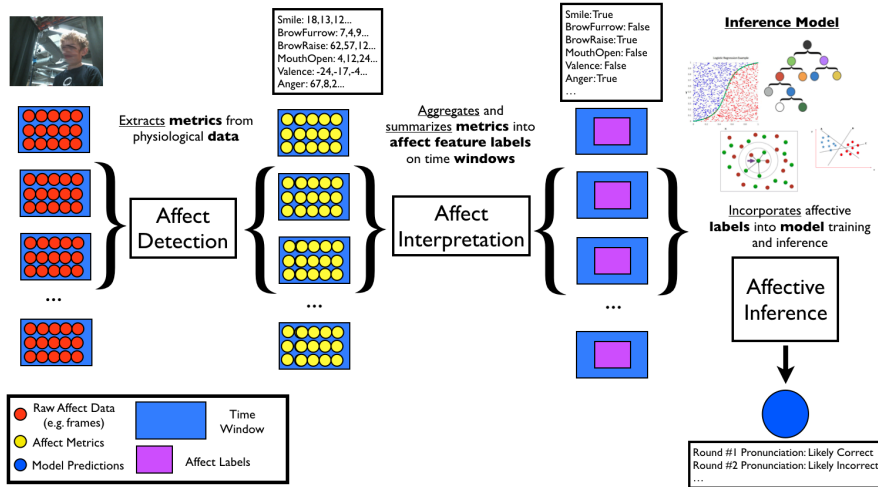 Smile: 18,13,12...
BrowFurrow: 7,4,9...
BrowRaise: 62,57,12...
MouthOpen: 4,12,24...
Valence: -24,-17,-4...
Anger: 67,8,2...
Smile: True
BrowFurrow: False
BrowRaise: True
MouthOpen: False
Valence: False
Anger: True
...
Inference Model
Extracts metrics from
physiological data
Aggregates and
summarizes metrics into
affect feature labels
on time windows
Affect
Detection
Affect
Interpretation
Incorporates affective
labels into model training
and inference
Affective
Inference
...
...
...
Raw Affect Data
(e.g. frames)
Affect Metrics
Model Predictions
Time
Window
Affect Labels
Round #1 Pronunciation: Likely Correct
Round #2 Pronunciation: Likely Incorrect
...